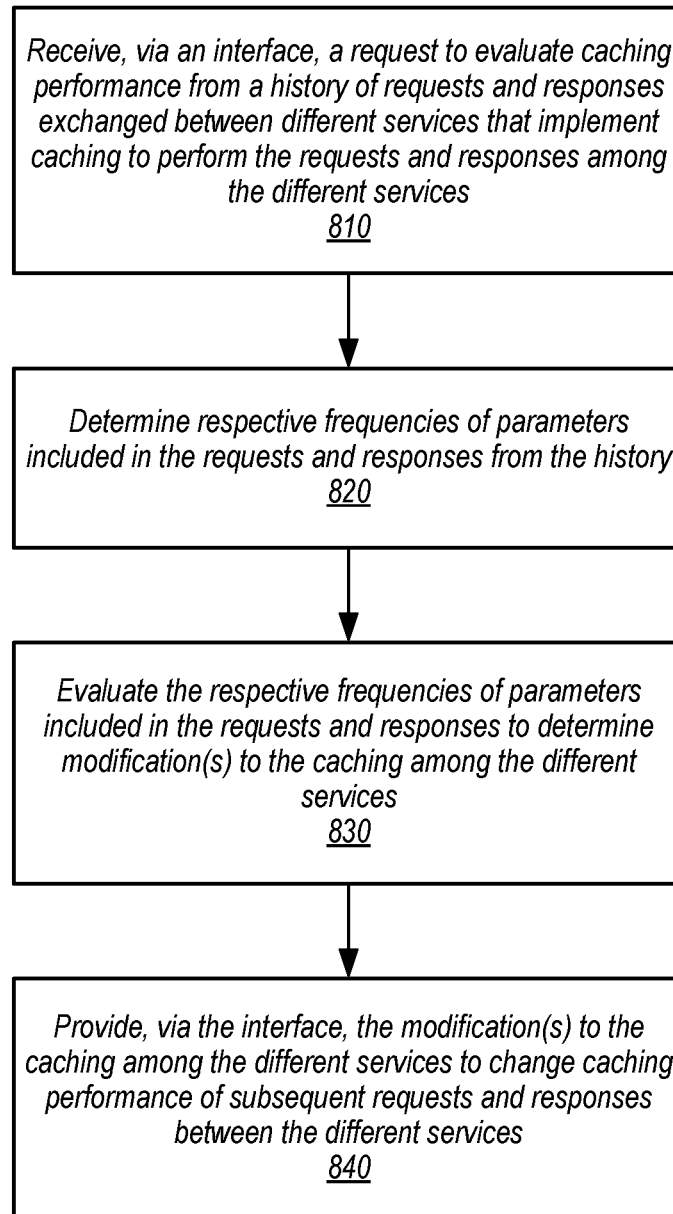 Receive, via an interface, a request to evaluate caching
performance from a history of requests and responses
exchanged between different services that implement
caching to perform the requests and responses among
the different services
810
Determine respective frequencies of parameters
included in the requests and responses from the history
820
Evaluate the respective frequencies of parameters
included in the requests and responses to determine
modification(s) to the caching among the different
services
830
Provide, via the interface, the modification(s) to the
caching among the different services to change caching
performance of subsequent requests and responses
between the different services
840